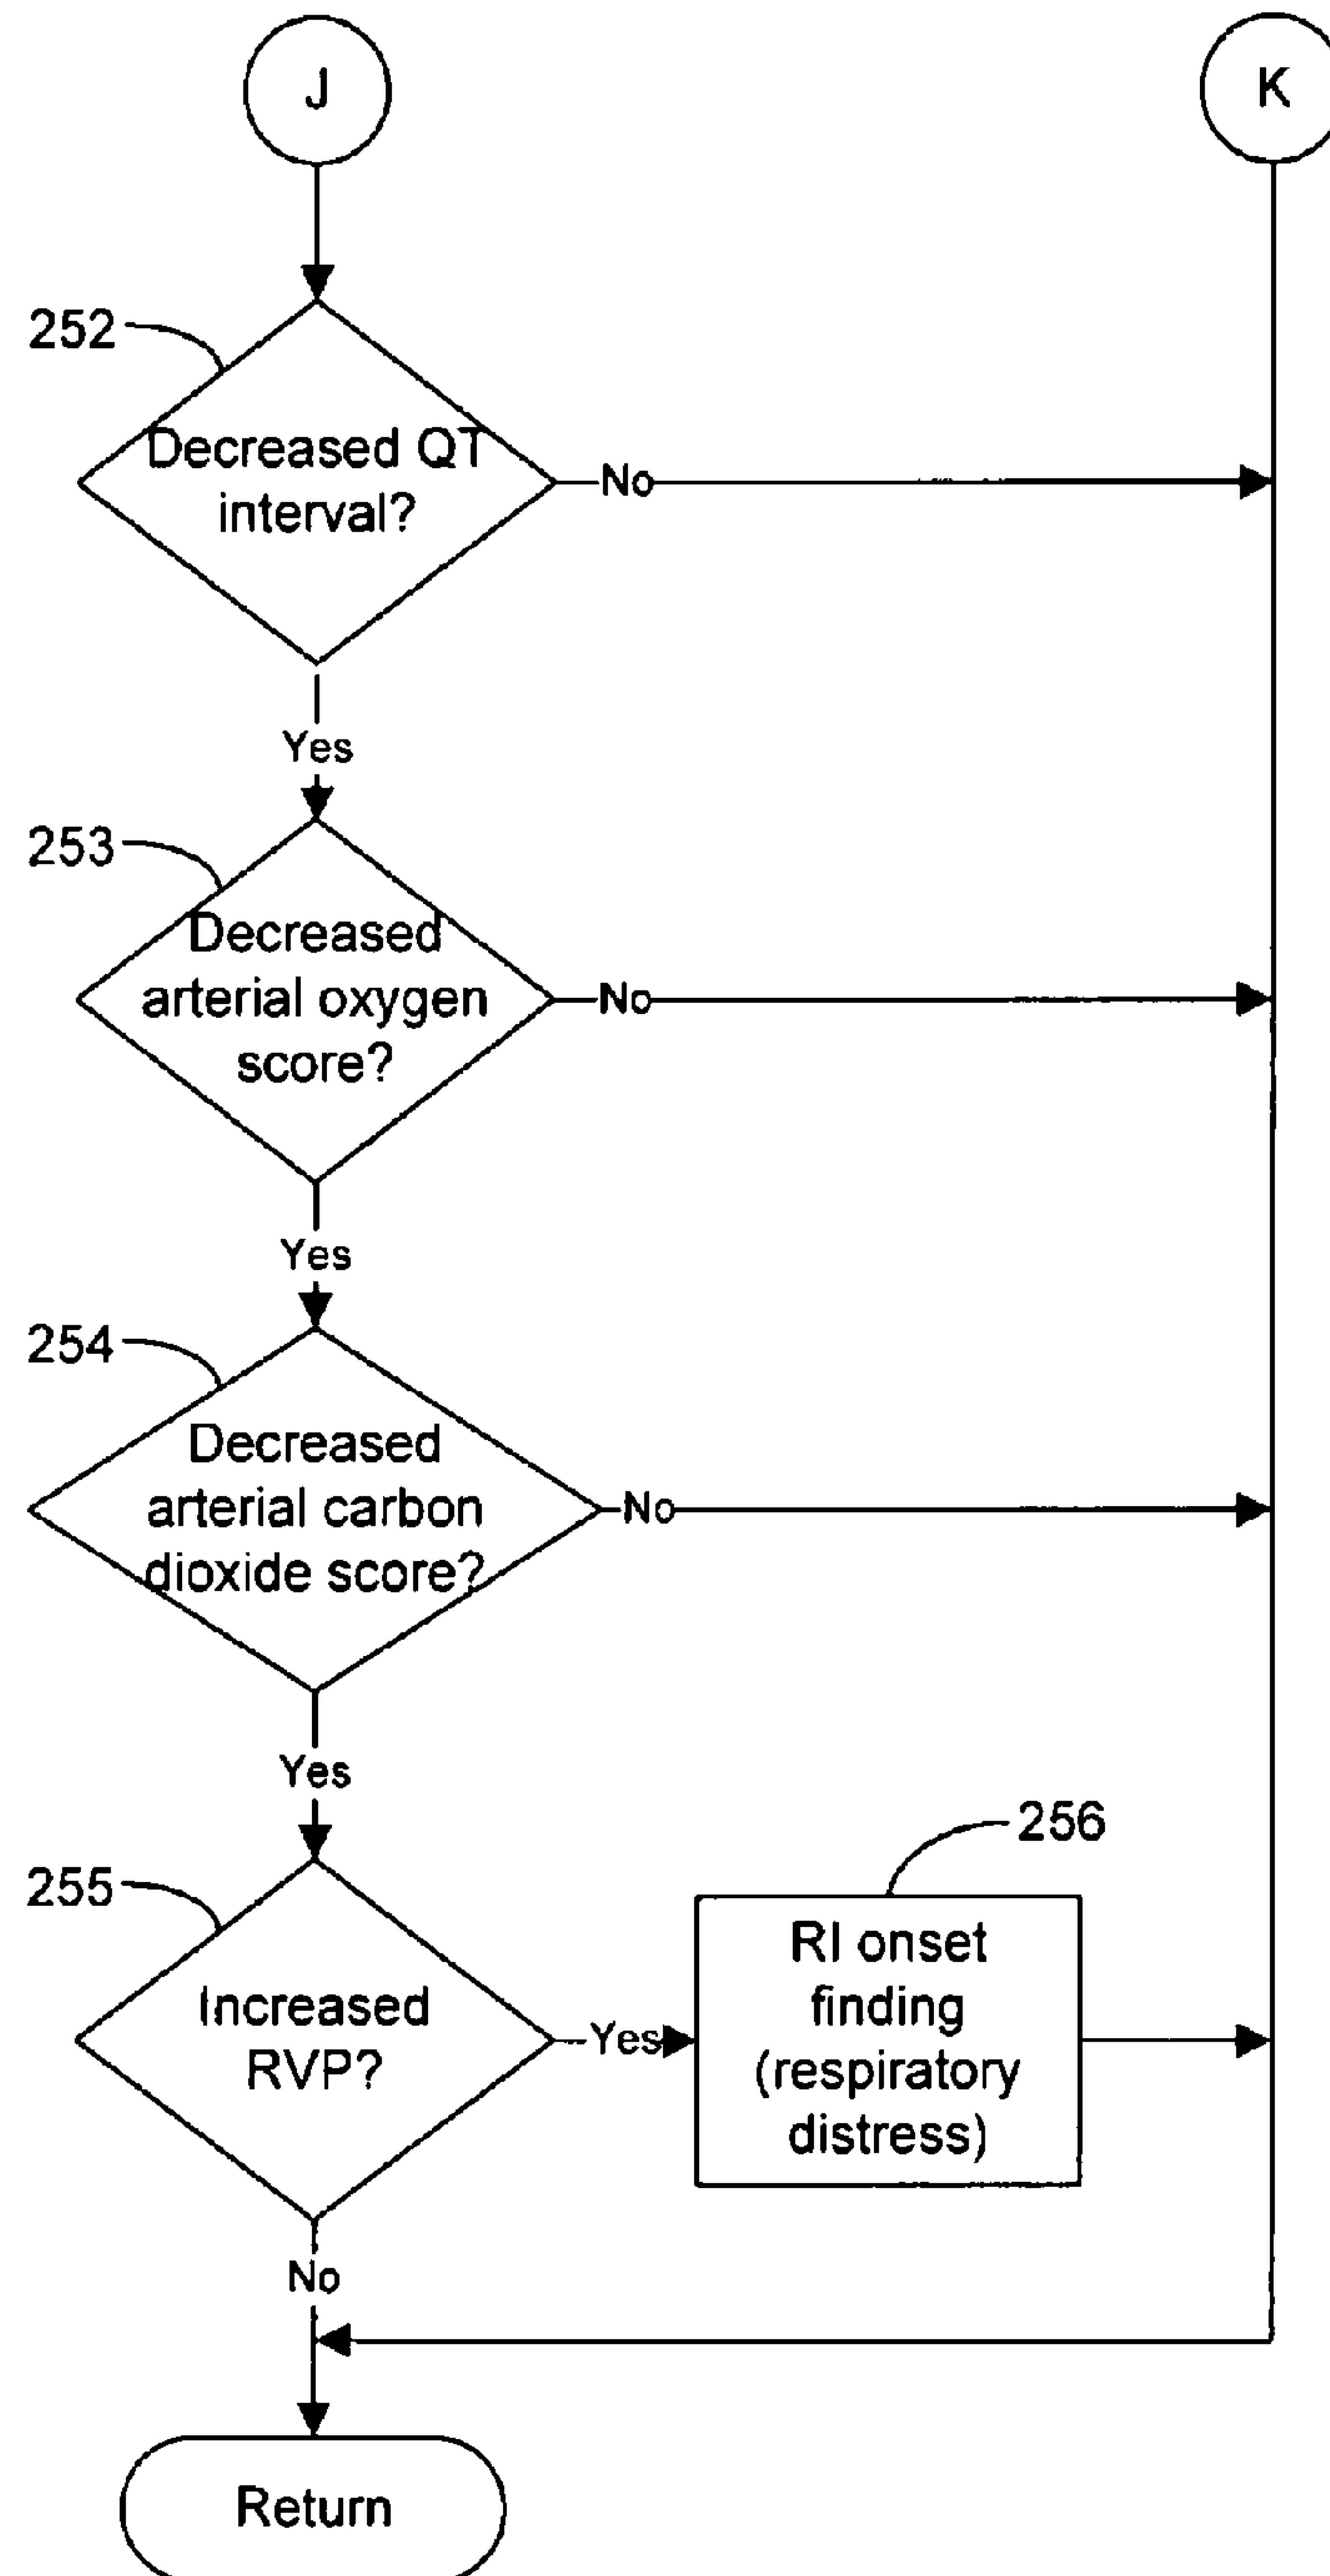 J
K
252
Decreased QT
interval?
No
Yes
253
Decreased
arterial oxygen
score?
No
Yes
254
Decreased
arterial carbon
dioxide score?
No
Yes
255
Increased
RVP?
Yes
256
RI onset
finding
(respiratory
distress)
No
Return